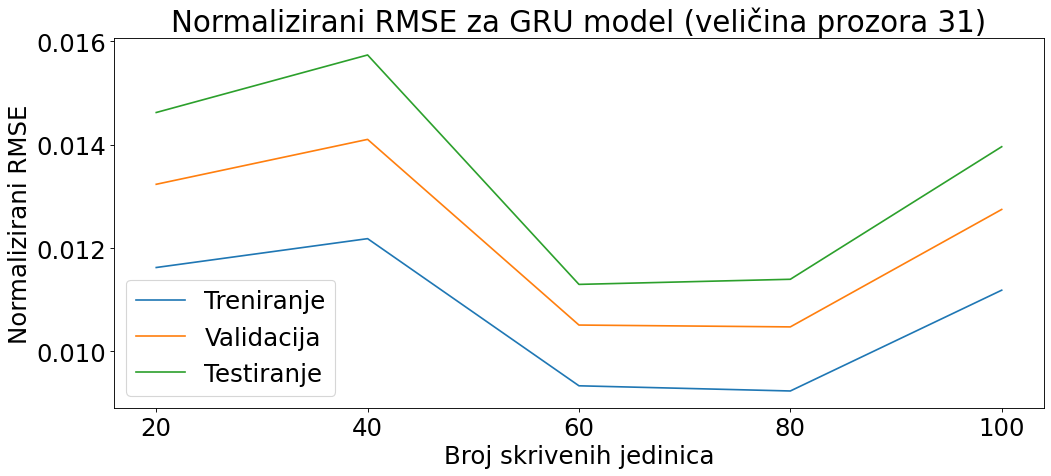 Normalizirani RMSE za GRU model (veličina prozora 31)
Normalizirani RMSE
0.016
0.014
0.012
0.010
Treniranje
Validacija
Testiranje
20 40 60 80 100
Broj skrivenih jedinica